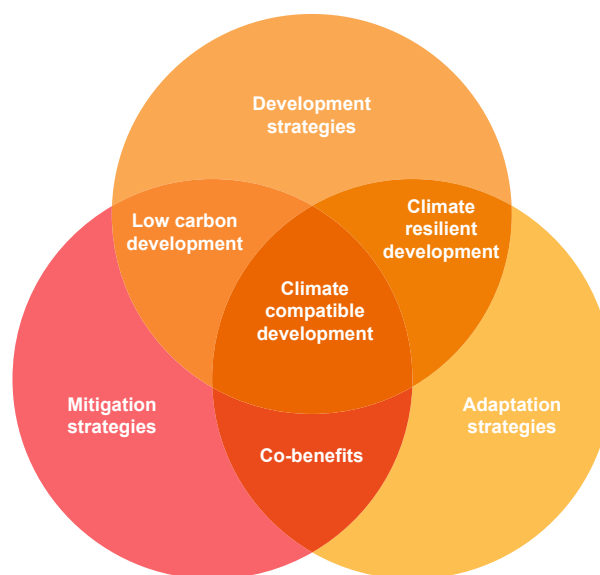 Development
strategies
Low carbon
development
Climate
resilient
development
Climate
compatible
development
Mitigation
strategies
Adaptation
strategies
Co-benefits